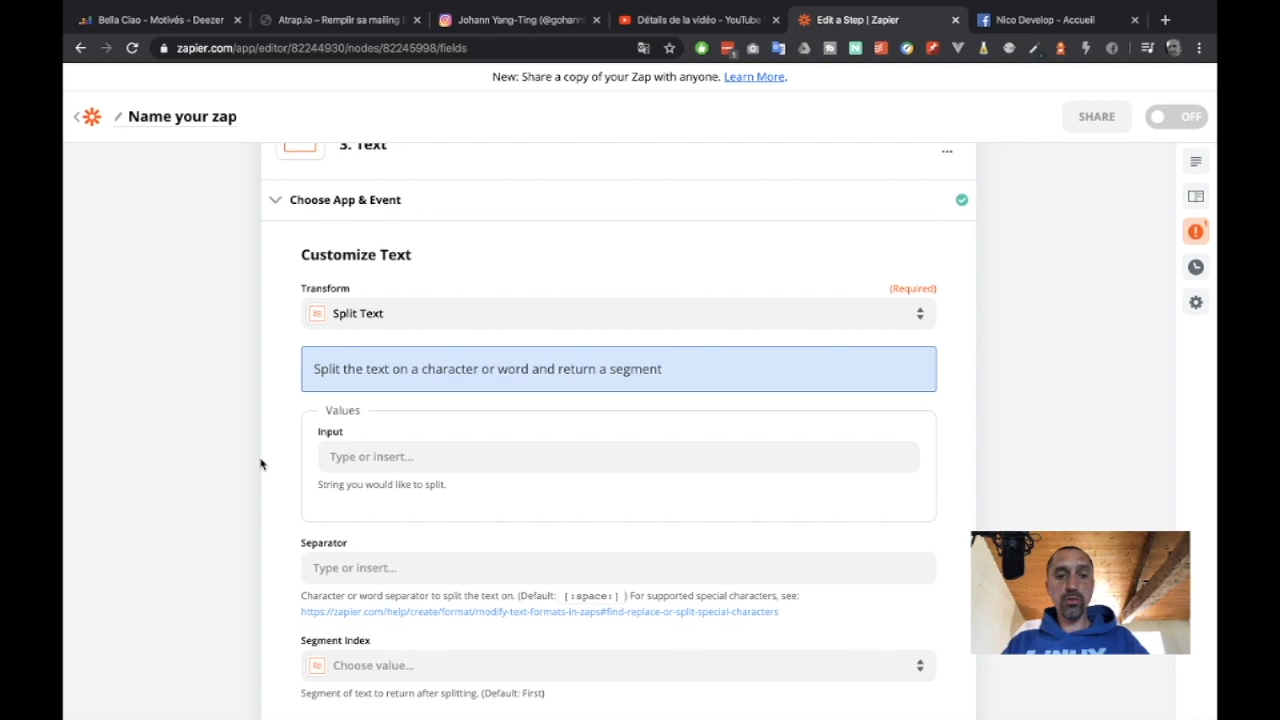 Bella Ciao - Motivés - Deezer
Atrap.io – Remplir sa mailing l
Johann Yang-Ting (@gohann
Détails de la vidéo - YouTube
Edit a Step | Zapier
Nico Develop - Accueil
zapier.com/app/editor/82244930/nodes/82245998/fields
New: Share a copy of your Zap with anyone. Learn More.
Name your zap
SHARE
OFF
3. Text
Choose App & Event
Customize Text
Transform
(Required)
Split Text
Split the text on a character or word and return a segment
Values
Input
Type or insert...
String you would like to split.
Separator
Type or insert...
Character or word separator to split the text on. (Default: [:space:] ) For supported special characters, see:
https://zapier.com/help/create/format/modify-text-formats-in-zaps#find-replace-or-split-special-characters
Segment Index
Choose value...
Segment of text to return after splitting. (Default: First)